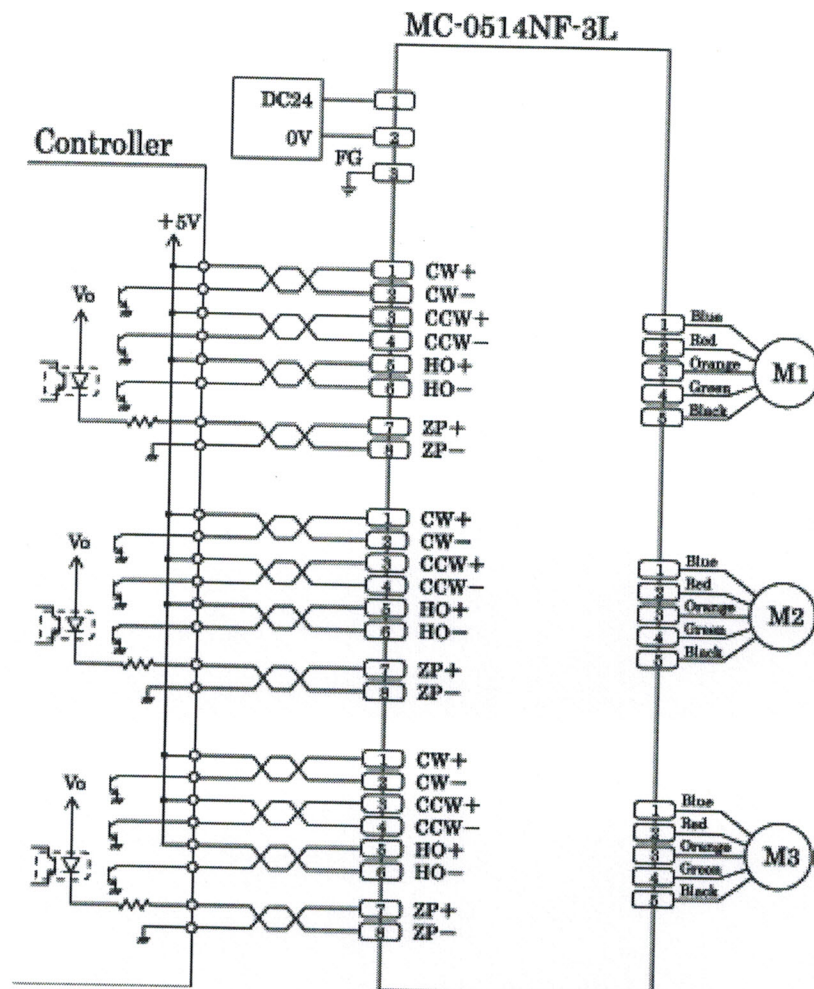 MC-0514NF-3L
DC24
1
0V
2
FG
3
Controller
+5V
Vo
1 CW+
2 CW−
3 CCW+
4 CCW−
5 HO+
6 HO−
7 ZP+
8 ZP−
1 Blue
2 Red
3 Orange
4 Green
5 Black
M1
Vo
1 CW+
2 CW−
3 CCW+
4 CCW−
5 HO+
6 HO−
7 ZP+
8 ZP−
1 Blue
2 Red
3 Orange
4 Green
5 Black
M2
Vo
1 CW+
2 CW−
3 CCW+
4 CCW−
5 HO+
6 HO−
7 ZP+
8 ZP−
1 Blue
2 Red
3 Orange
4 Green
5 Black
M3